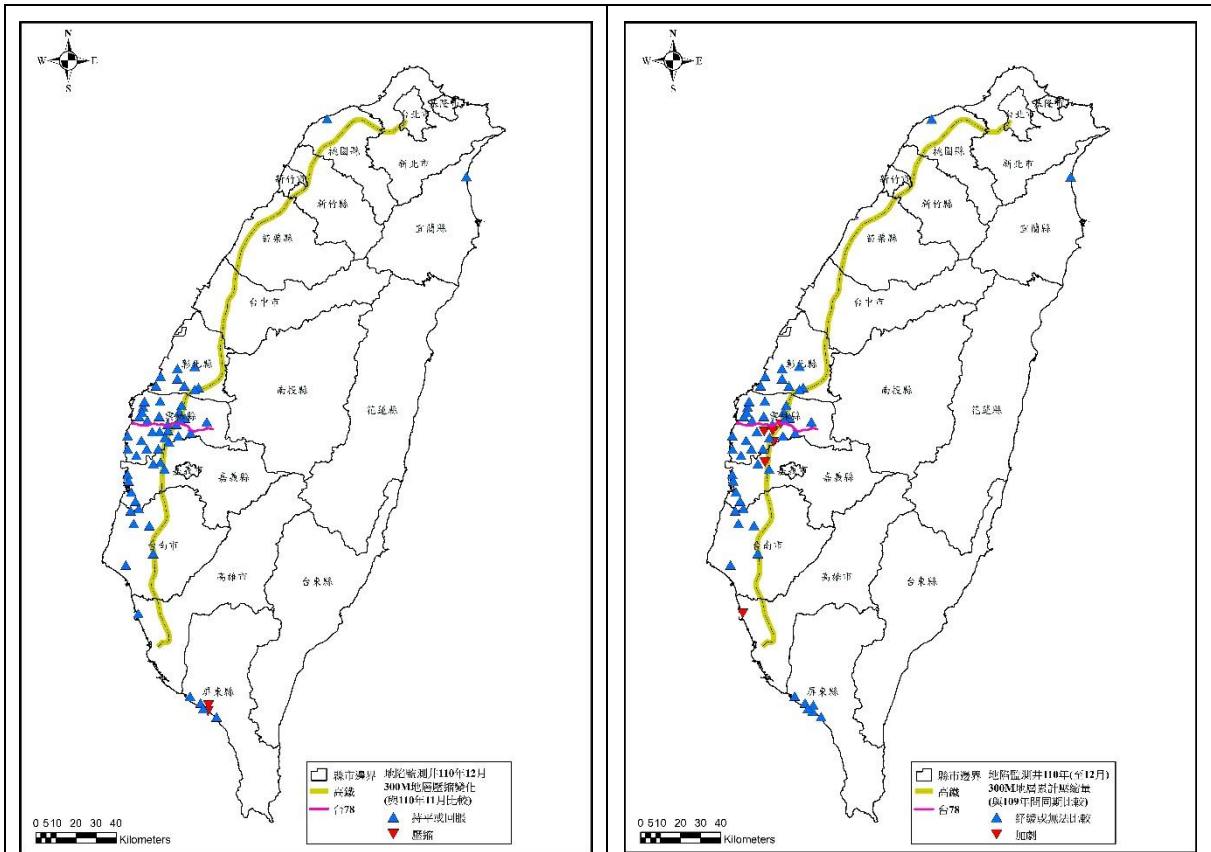 N
W E
S
基隆市
台北市
桃園縣
新北市
新竹市
新竹縣
宜蘭縣
苗栗縣
台中市
彰化縣
南投縣
花蓮縣
雲林縣
嘉義市
嘉義縣
台南市
高雄市
台東縣
屏東縣
縣市邊界
高鐵
台78
地陷監測井110年12月
300M地層壓縮變化
(與110年11月比較)
持平或回脹
壓縮
0 5 10 20 30 40
Kilometers
N
W E
S
基隆市
台北市
桃園縣
新北市
新竹市
新竹縣
宜蘭縣
苗栗縣
台中市
彰化縣
南投縣
花蓮縣
雲林縣
嘉義市
嘉義縣
台南市
高雄市
台東縣
屏東縣
縣市邊界
高鐵
台78
地陷監測井110年(至12月)
300M地層累計壓縮量
(與109年間同期比較)
紓緩或無法比較
加劇
0 5 10 20 30 40
Kilometers